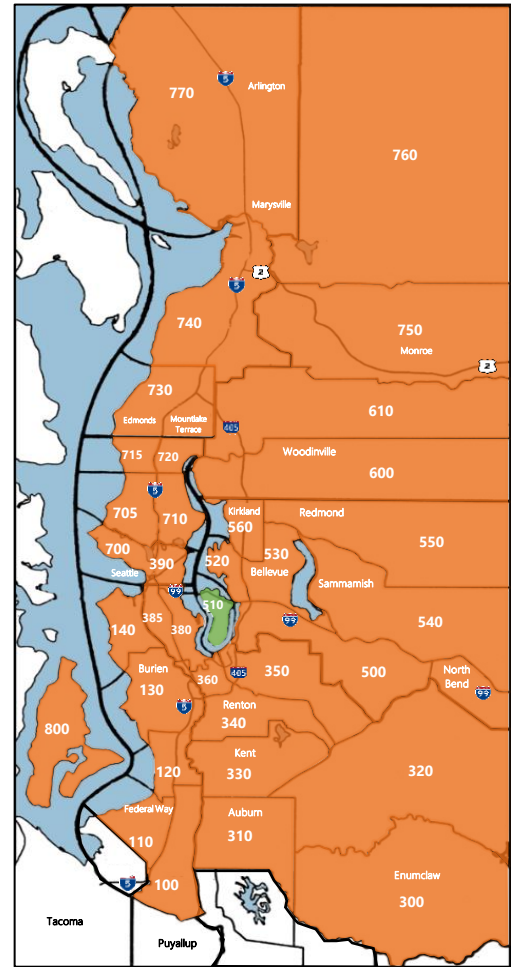 770
5
Arlington
760
Marysville
2
5
740
750
Monroe
2
730
610
Edmonds
Mountlake
Terrace
405
715
720
Woodinville
600
5
705
710
Kirkland
560
Redmond
700
390
520
530
550
Seattle
Bellevue
Sammamish
99
510
140
385
380
99
540
Burien
130
360
405
350
500
North
Bend
99
5
Renton
340
800
Kent
330
120
320
Federal Way
110
Auburn
310
5
100
Enumclaw
300
Tacoma
Puyallup